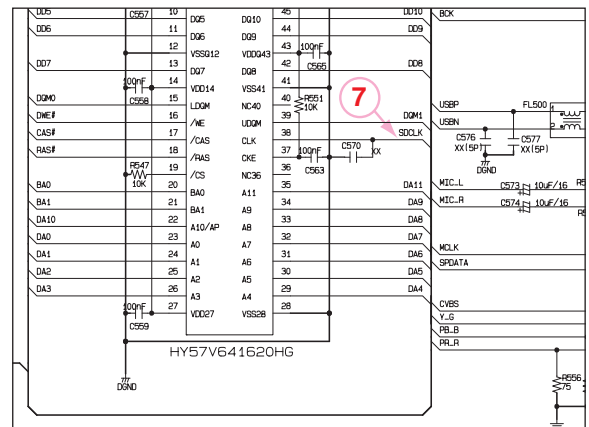 DD5 C557 10 DQ5 DQ10 45 DD10 BCK
DD6 11 DQ6 DQ9 44 DD9
12 VSSQ12 VDDQ43 43 100nF C565
DD7 13 DQ7 DQ8 42 DD8
100nF C558 14 VDD14 VSS41 41
DQM0 15 LDQM NC40 40 R551 10K 7 USBP FL500 1
DWE# 16 /WE UDQM 39 DQM1 USBN 2
CAS# 17 /CAS CLK 38 SDCLK C576 XX(5P) C577 XX(5P)
RAS# 18 /RAS CKE 37 100nF C563 C570 XX DGND
R547 10K 19 /CS NC36 36
BA0 20 BA0 A11 35 DA11 MIC_L C573 10uF/16
BA1 21 BA1 A9 34 DA9 MIC_R C574 10uF/16
DA10 22 A10/AP A8 33 DA8
DA0 23 A0 A7 32 DA7 MCLK
DA1 24 A1 A6 31 DA6 SPDATA
DA2 25 A2 A5 30 DA5
DA3 26 A3 A4 29 DA4
100nF C559 27 VDD27 VSS28 28 CVBS
Y_G
PB_B
PR_R
HY57V641620HG
DGND R556 75